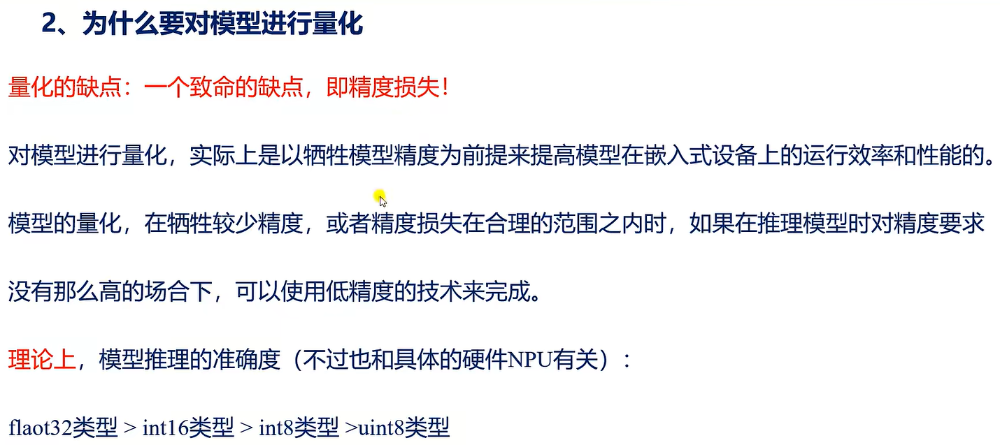 2、为什么要对模型进行量化
量化的缺点：一个致命的缺点，即精度损失！
对模型进行量化，实际上是以牺牲模型精度为前提来提高模型在嵌入式设备上的运行效率和性能的。
模型的量化，在牺牲较少精度，或者精度损失在合理的范围之内时，如果在推理模型时对精度要求
没有那么高的场合下，可以使用低精度的技术来完成。
理论上，模型推理的准确度（不过也和具体的硬件NPU有关）：
flaot32类型 > int16类型 > int8类型 >uint8类型